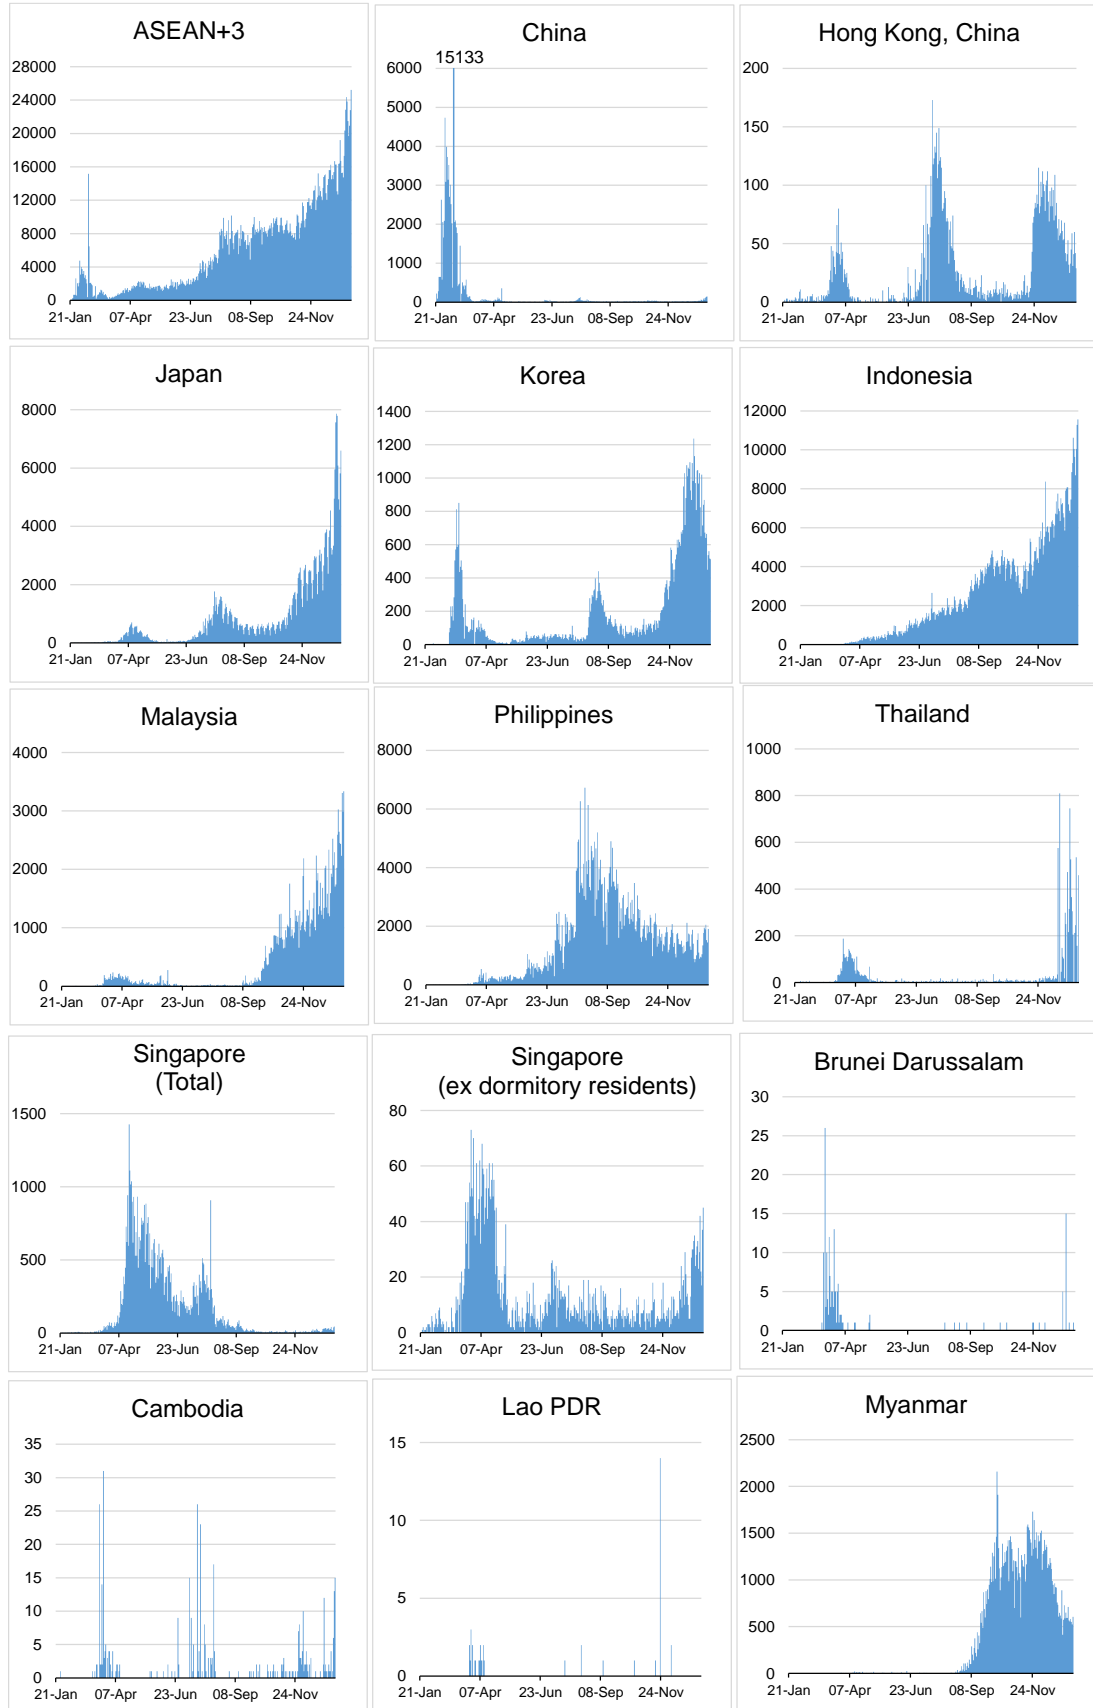 ASEAN+3
28000
24000
20000
16000
12000
8000
4000
0
21-Jan 07-Apr 23-Jun 08-Sep 24-Nov
China
15133
6000
5000
4000
3000
2000
1000
0
21-Jan 07-Apr 23-Jun 08-Sep 24-Nov
Hong Kong, China
200
150
100
50
0
21-Jan 07-Apr 23-Jun 08-Sep 24-Nov
Japan
8000
6000
4000
2000
0
21-Jan 07-Apr 23-Jun 08-Sep 24-Nov
Korea
1400
1200
1000
800
600
400
200
0
21-Jan 07-Apr 23-Jun 08-Sep 24-Nov
Indonesia
12000
10000
8000
6000
4000
2000
0
21-Jan 07-Apr 23-Jun 08-Sep 24-Nov
Malaysia
4000
3000
2000
1000
0
21-Jan 07-Apr 23-Jun 08-Sep 24-Nov
Philippines
8000
6000
4000
2000
0
21-Jan 07-Apr 23-Jun 08-Sep 24-Nov
Thailand
1000
800
600
400
200
0
21-Jan 07-Apr 23-Jun 08-Sep 24-Nov
Singapore
(Total)
1500
1000
500
0
21-Jan 07-Apr 23-Jun 08-Sep 24-Nov
Singapore
(ex dormitory residents)
80
60
40
20
0
21-Jan 07-Apr 23-Jun 08-Sep 24-Nov
Brunei Darussalam
30
25
20
15
10
5
0
21-Jan 07-Apr 23-Jun 08-Sep 24-Nov
Cambodia
35
30
25
20
15
10
5
0
21-Jan 07-Apr 23-Jun 08-Sep 24-Nov
Lao PDR
15
10
5
0
21-Jan 07-Apr 23-Jun 08-Sep 24-Nov
Myanmar
2500
2000
1500
1000
500
0
21-Jan 07-Apr 23-Jun 08-Sep 24-Nov